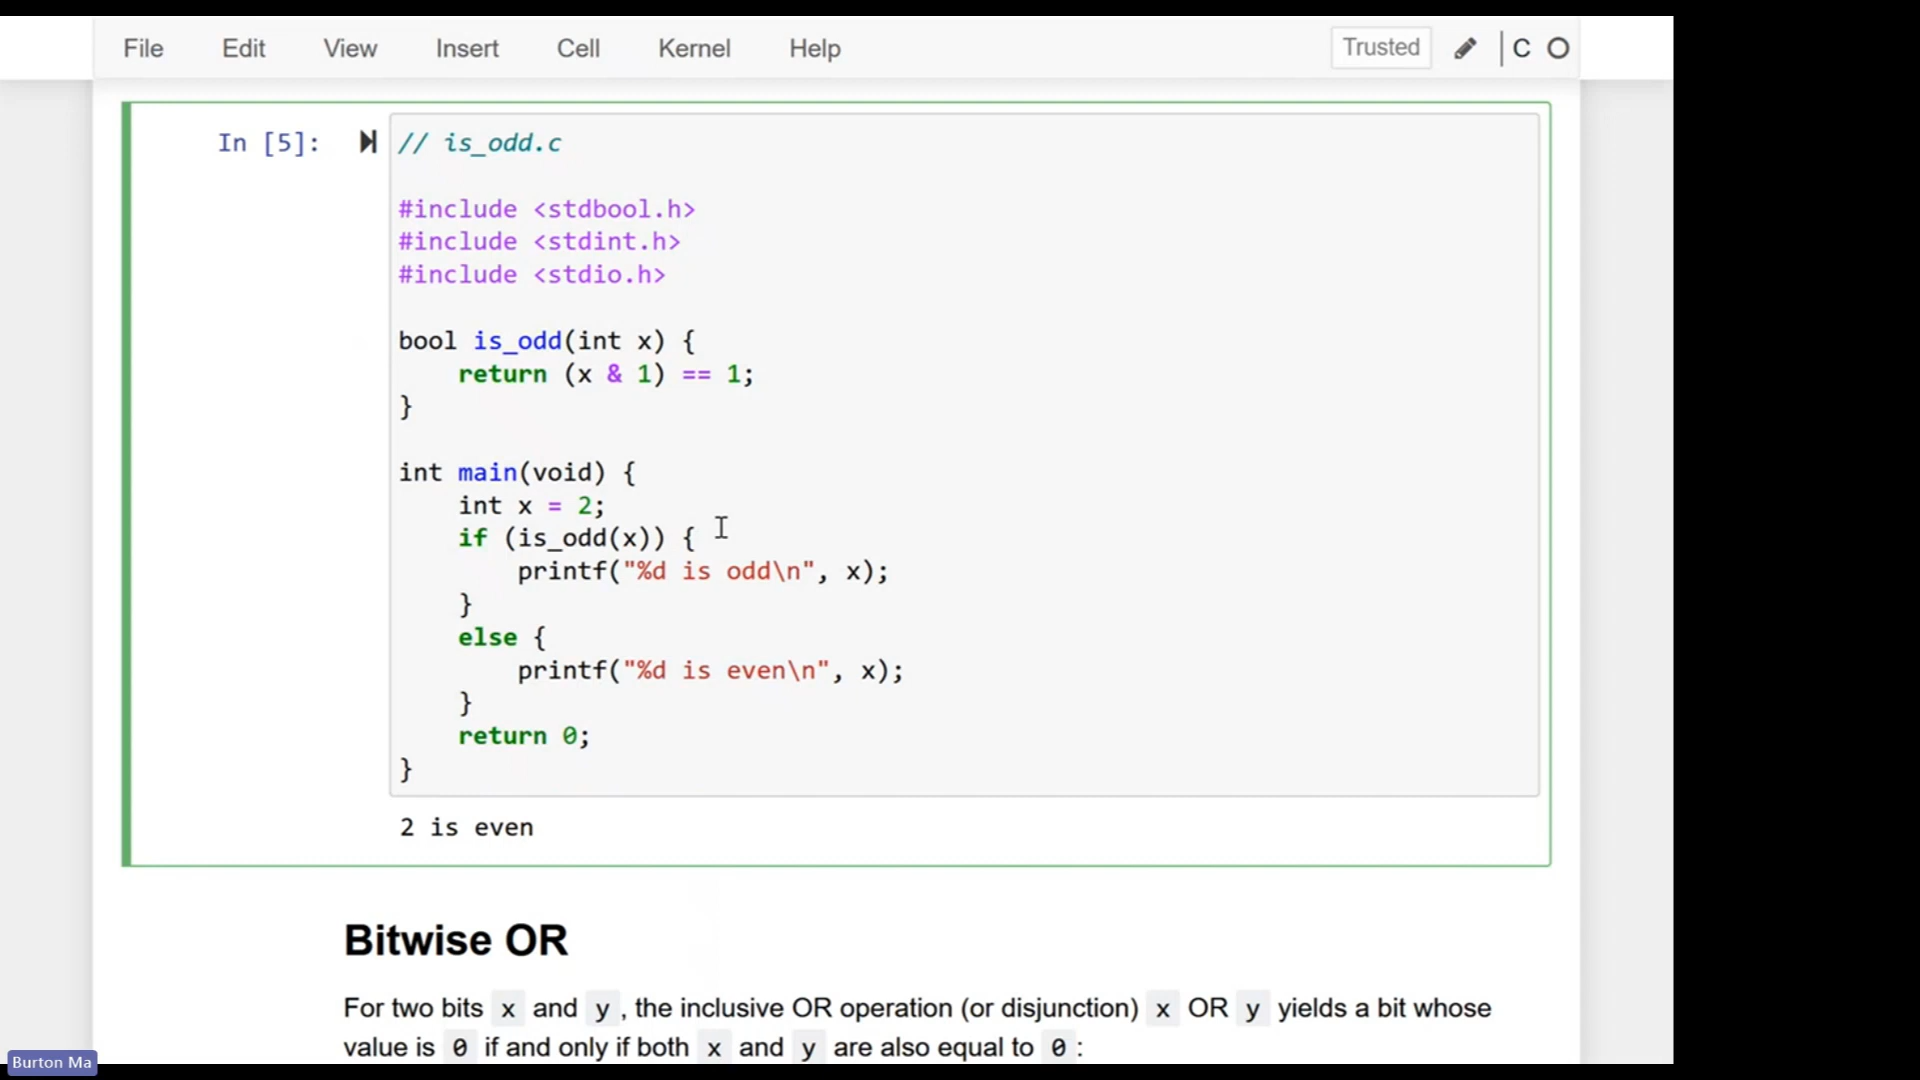 File Edit View Insert Cell Kernel Help Trusted C
In [5]: // is_odd.c
#include <stdbool.h>
#include <stdint.h>
#include <stdio.h>
bool is_odd(int x) {
    return (x & 1) == 1;
}
int main(void) {
    int x = 2;
    if (is_odd(x)) {
        printf("%d is odd\n", x);
    }
    else {
        printf("%d is even\n", x);
    }
    return 0;
}
2 is even
Bitwise OR
For two bits x and y , the inclusive OR operation (or disjunction) x OR y yields a bit whose
value is 0 if and only if both x and y are also equal to 0 :
Burton Ma